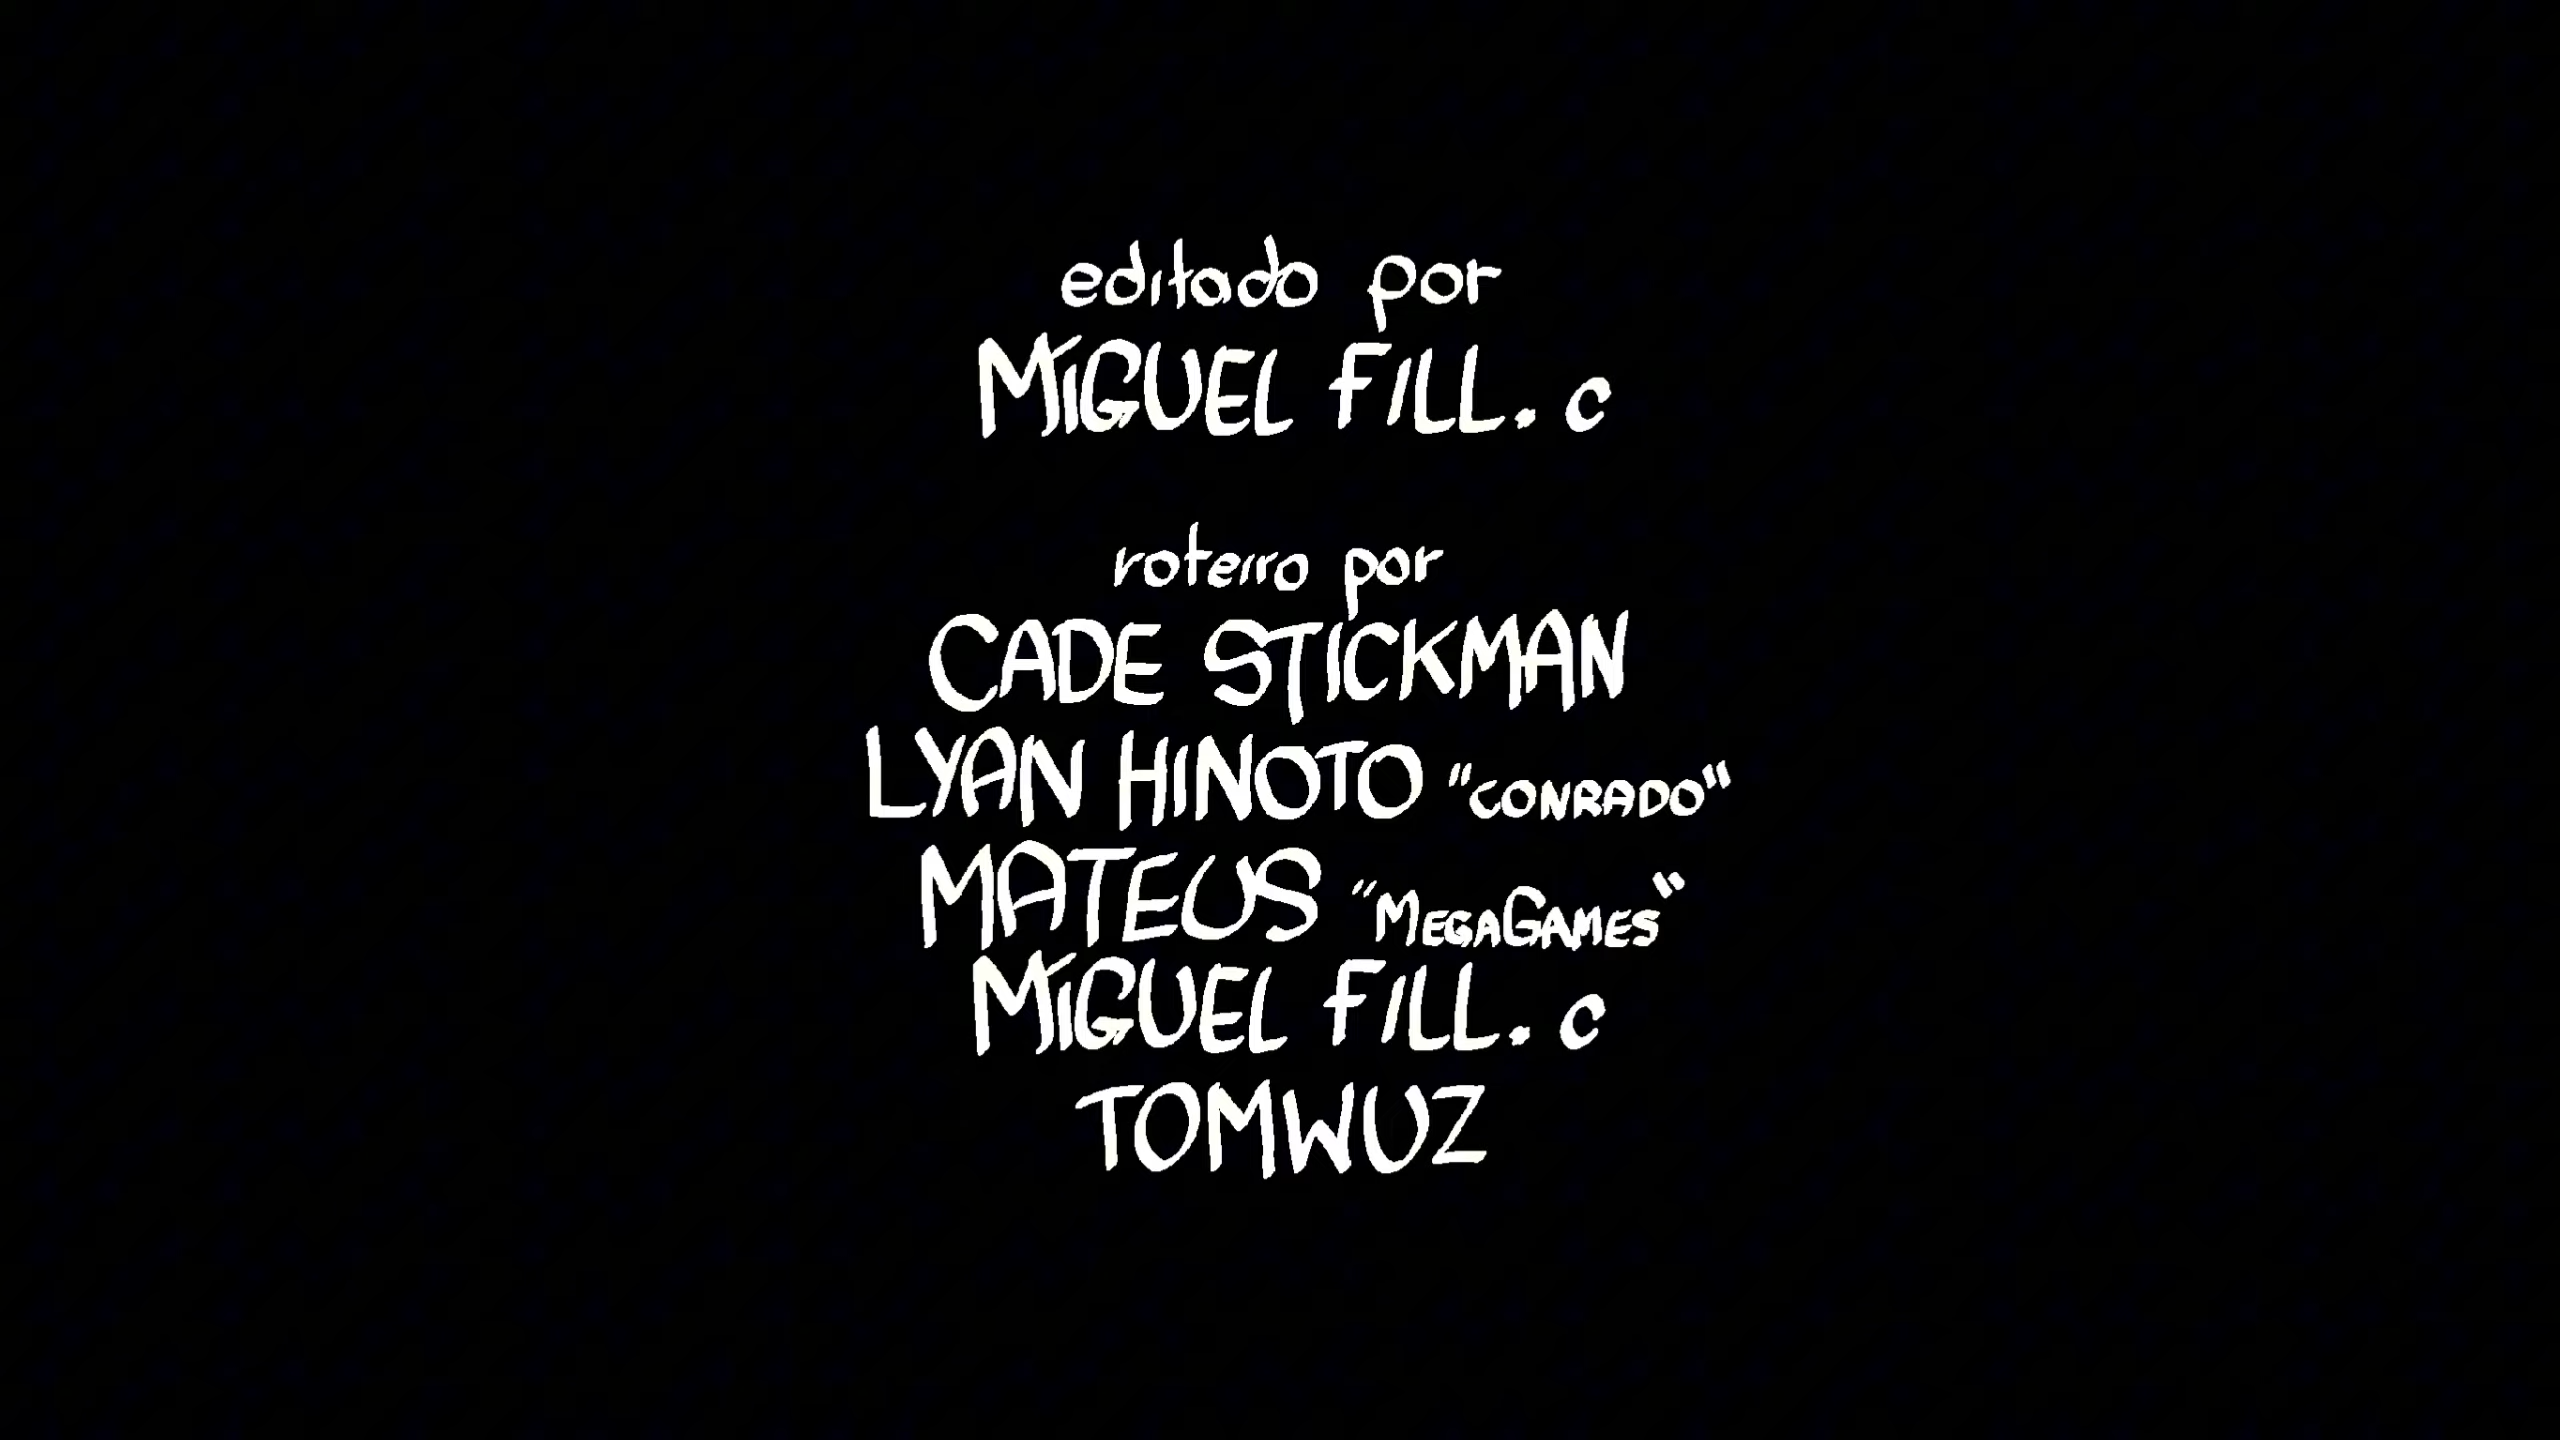 editado por
MIGUEL FILL. c
roteiro por
CADE STICKMAN
LYAN HINOTO "CONRADO"
MATEUS "MEGAGAMES"
MIGUEL FILL. c
TOMWUZ